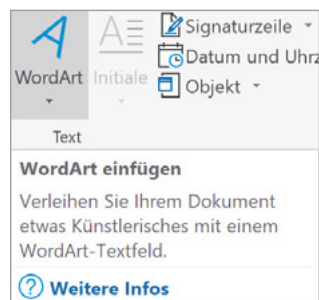 Signaturzeile
Datum und Uhrz
WordArt Initiale
Objekt
Text
WordArt einfügen
Verleihen Sie Ihrem Dokument
etwas Künstlerisches mit einem
WordArt-Textfeld.
Weitere Infos